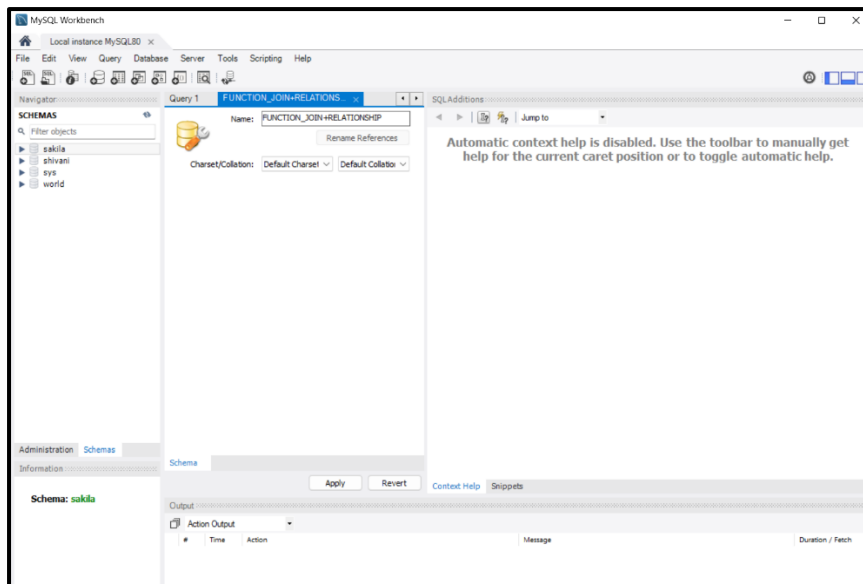 MySQL Workbench
Local instance MySQL80
File Edit View Query Database Server Tools Scripting Help
Navigator
SCHEMAS
Filter objects
sakila
shivani
sys
world
Administration Schemas
Information
Schema: sakila
Query 1 FUNCTION_JOIN+RELATIONS...
Name: FUNCTION_JOIN+RELATIONSHIP
Rename References
Charset/Collation: Default Charset Default Collation
Schema
Apply Revert
SQLAdditions
Jump to
Automatic context help is disabled. Use the toolbar to manually get
help for the current caret position or to toggle automatic help.
Context Help Snippets
Output
Action Output
# Time Action Message Duration / Fetch